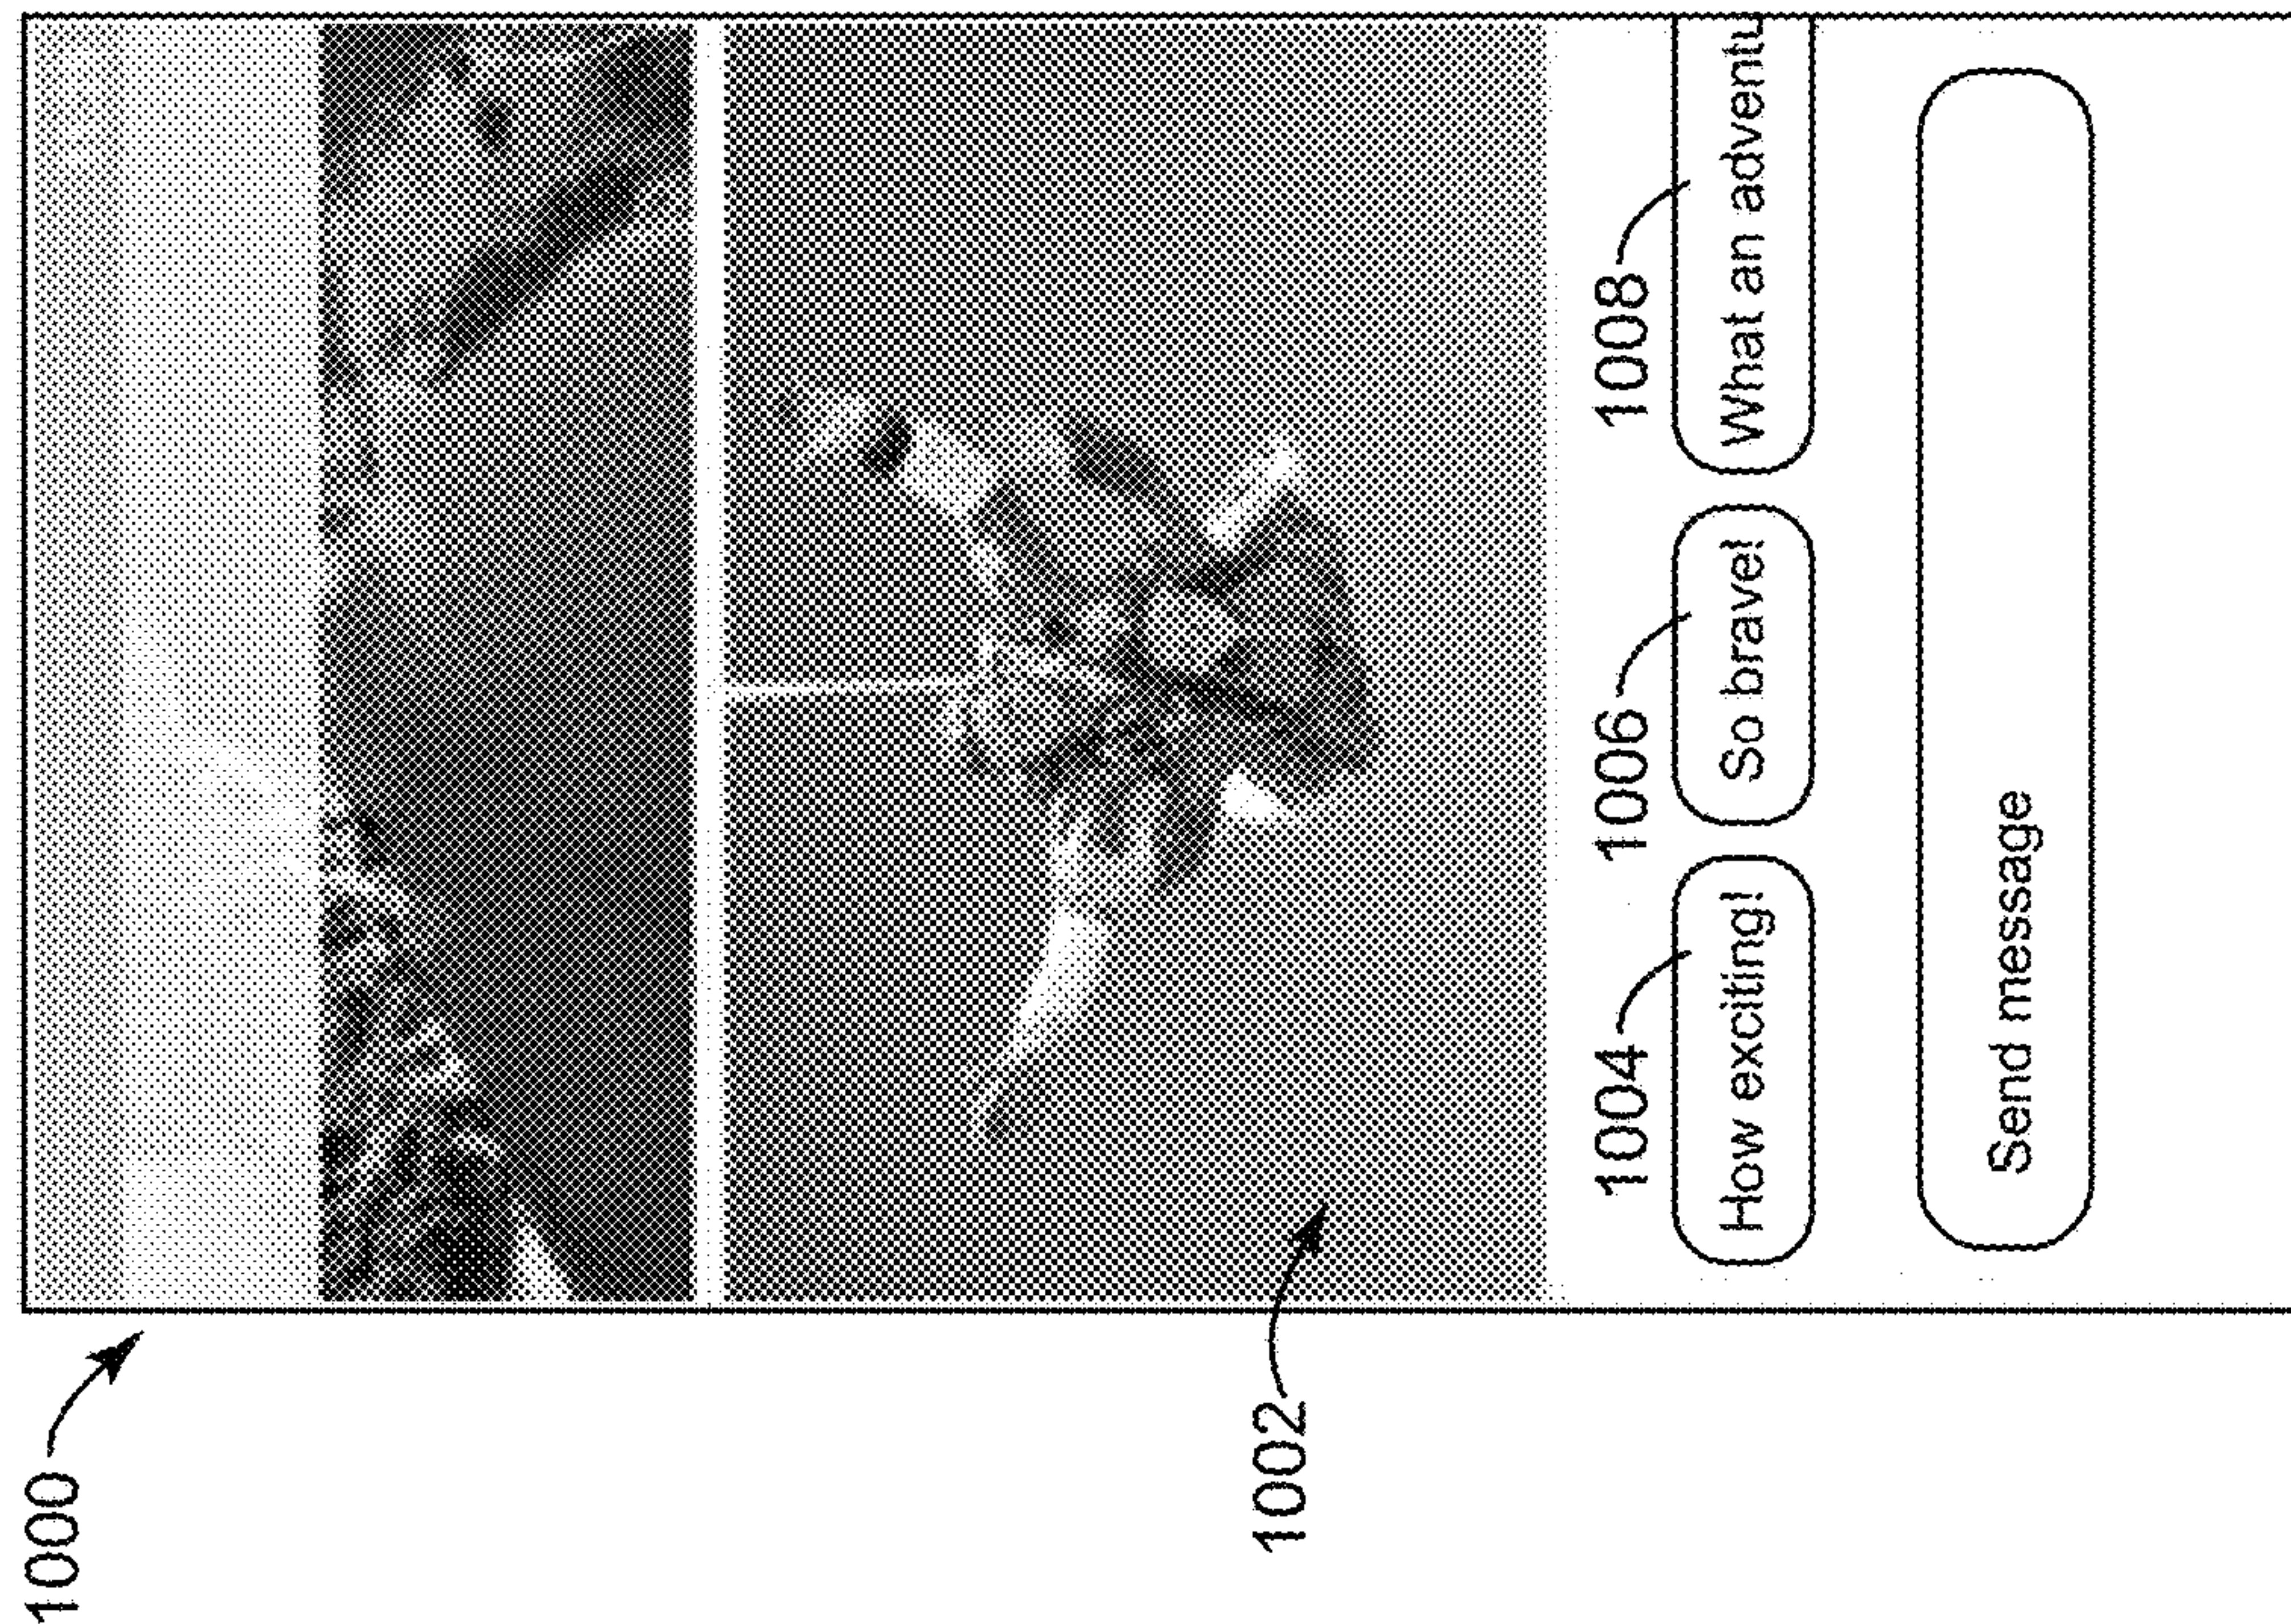 1000
1002
1004
1006
1008
How exciting!
So brave!
What an adventu
Send message